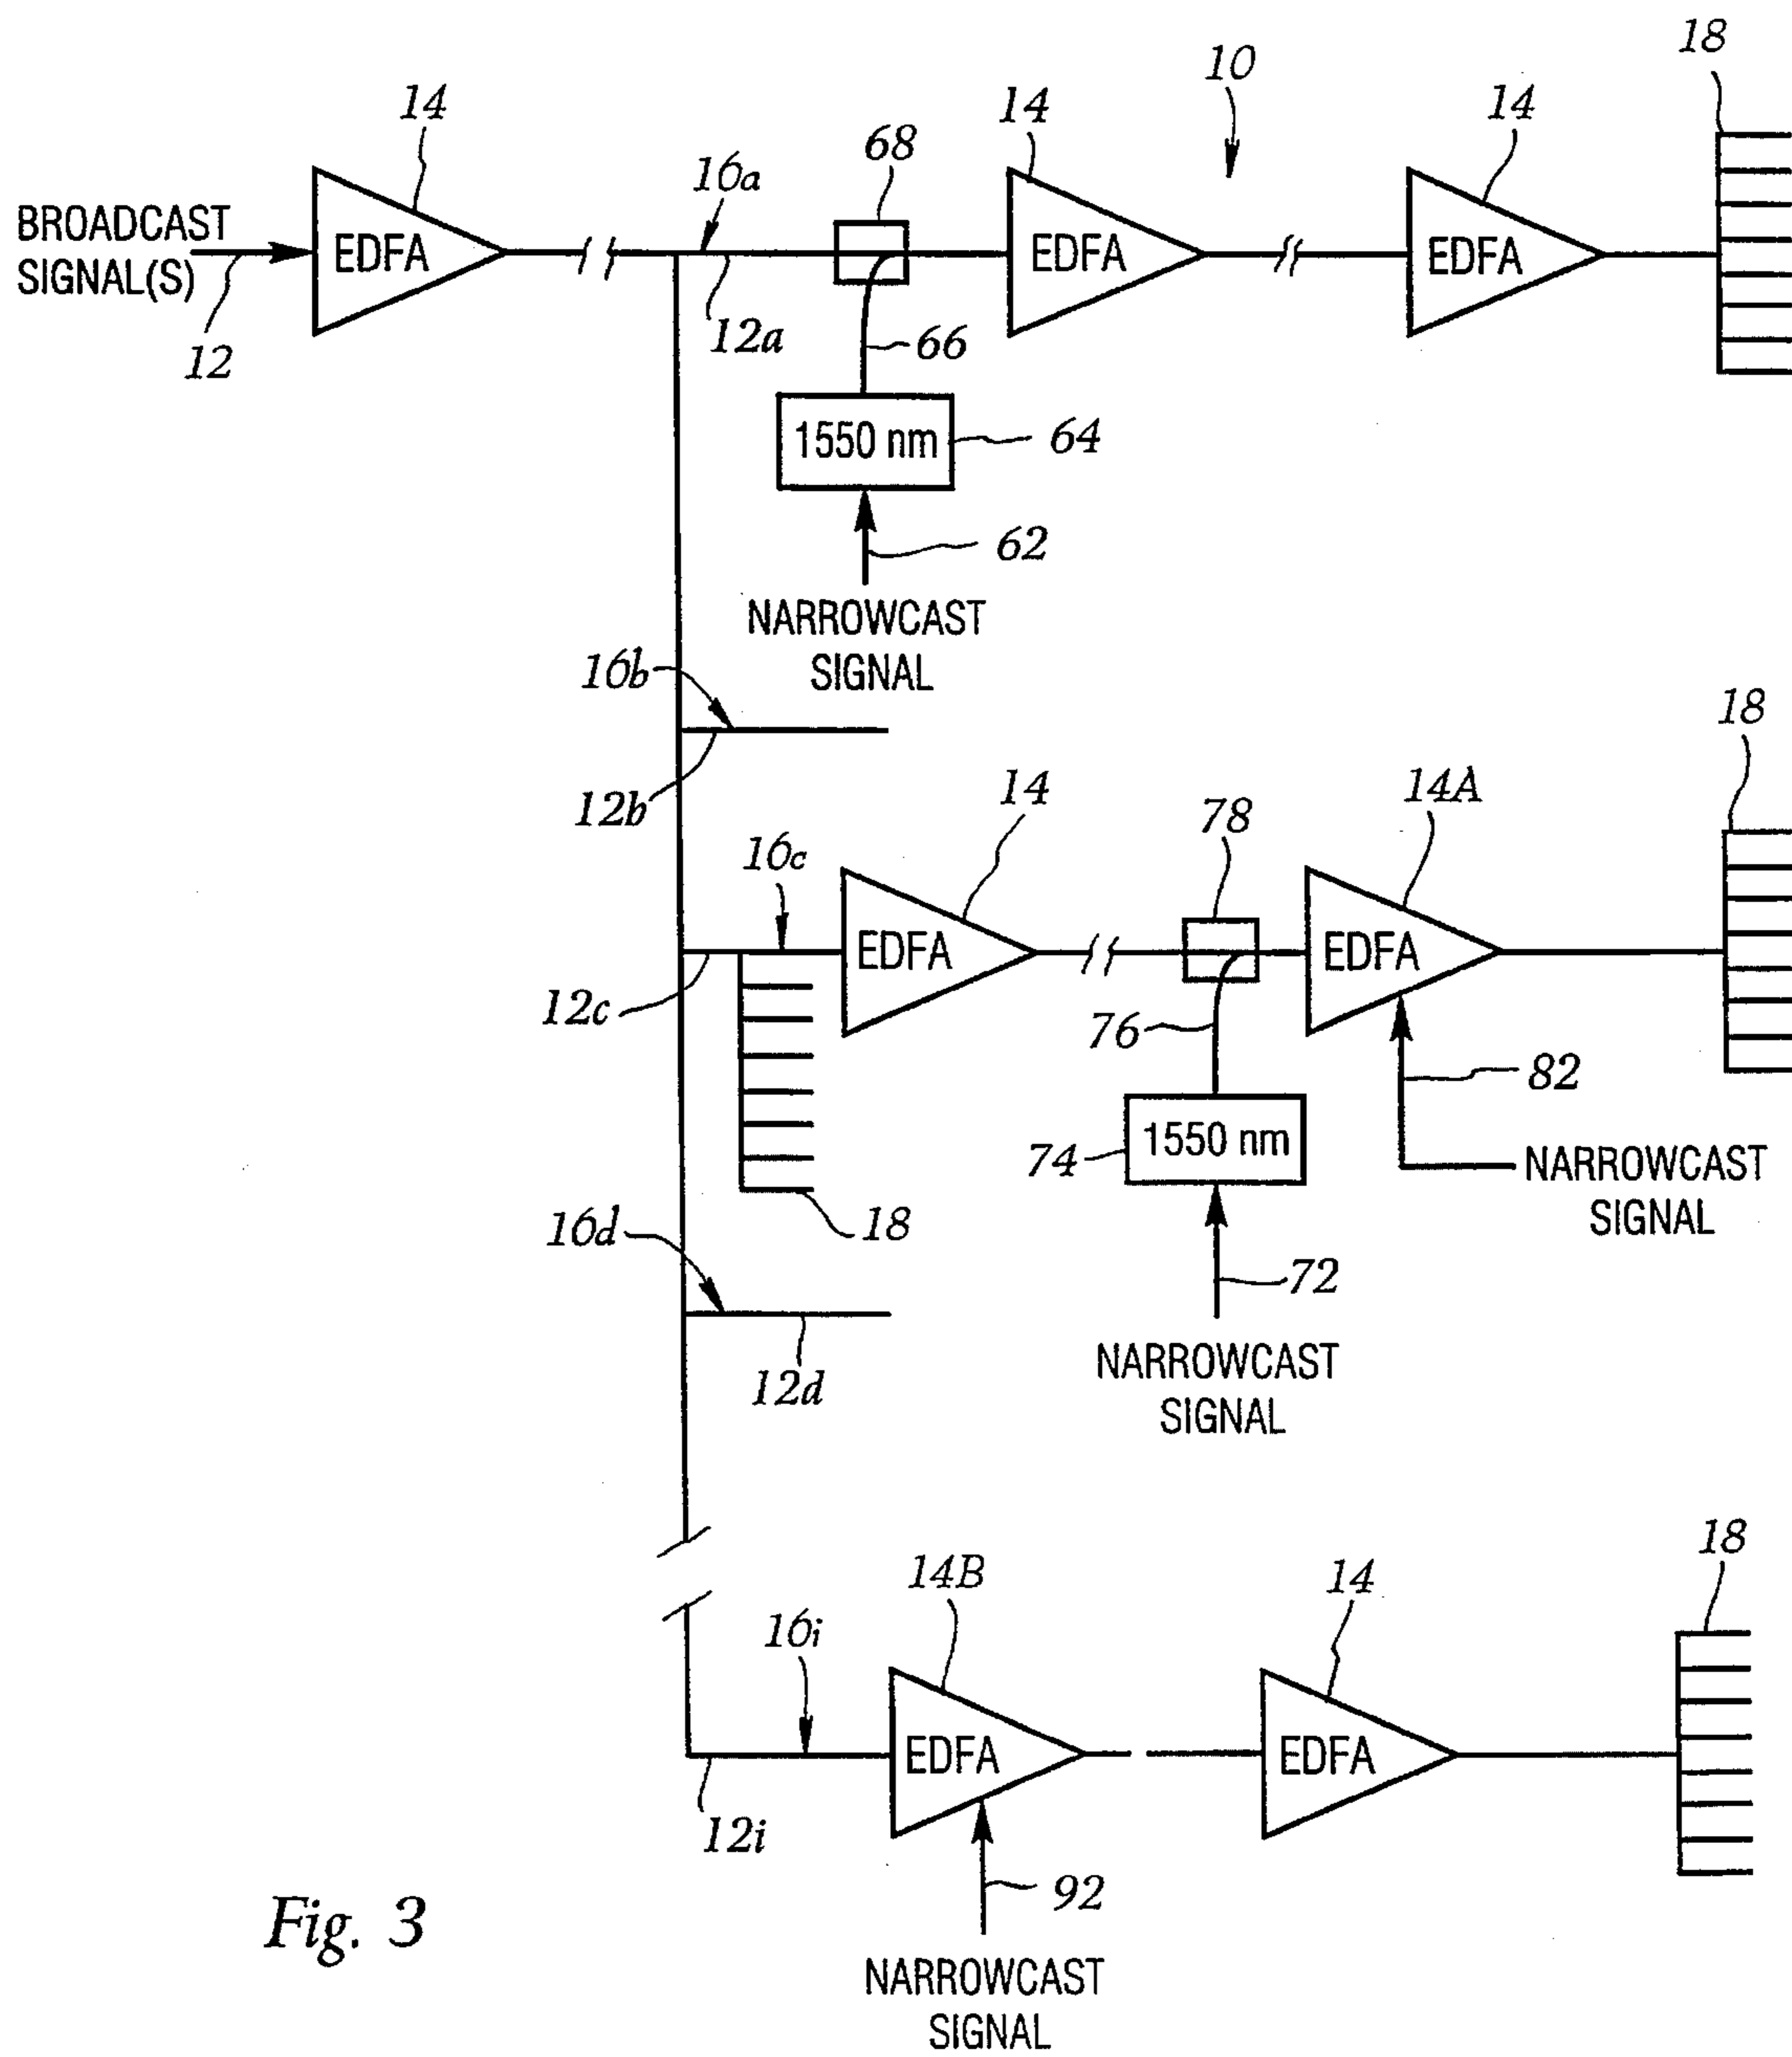 18
10
14
14
14
68
16a
BROADCAST
SIGNAL(S)
EDFA
EDFA
EDFA
12
12a
66
1550 nm
64
62
NARROWCAST
SIGNAL
16b
12b
18
14
14A
78
16c
EDFA
EDFA
12c
76
82
74
1550 nm
NARROWCAST
SIGNAL
18
16d
72
12d
NARROWCAST
SIGNAL
18
14B
14
16i
EDFA
EDFA
12i
92
Fig. 3
NARROWCAST
SIGNAL